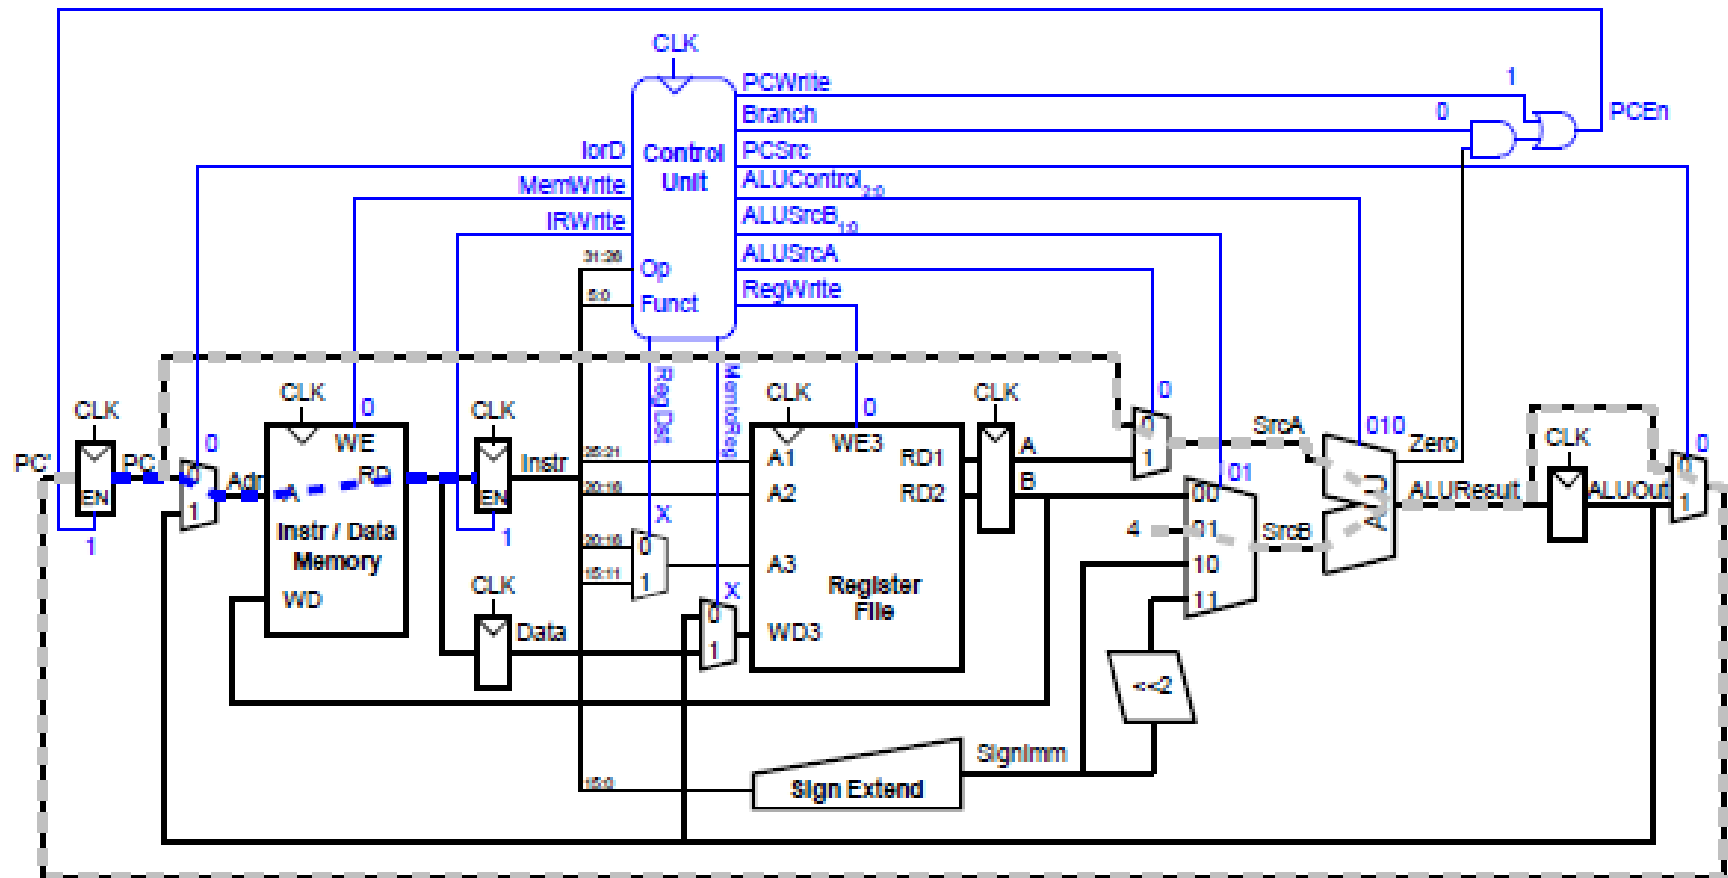 CLK
PCWrite
1
Branch
0
PCEn
IorD
Control
Unit
PCSrc
MemWrite
ALUControl2:0
IRWrite
ALUSrcB1:0
31:26
Op
ALUSrcA
5:0
Funct
RegWrite
RegDst
MemtoReg
CLK
CLK
CLK
CLK
CLK
0
0
0
0
0
010
PC'
PC
0
1
EN
1
Adr
A
RD
WE
Instr / Data
Memory
WD
EN
1
Instr
25:21
20:16
20:16
15:11
X
0
1
X
0
1
CLK
Data
A1
A2
A3
WD3
WE3
RD1
RD2
Register
File
A
B
0
1
SrcA
01
00
01
10
11
4
SrcB
ALU
Zero
ALUResult
CLK
ALUOut
0
0
1
<<2
SignImm
15:0
Sign Extend